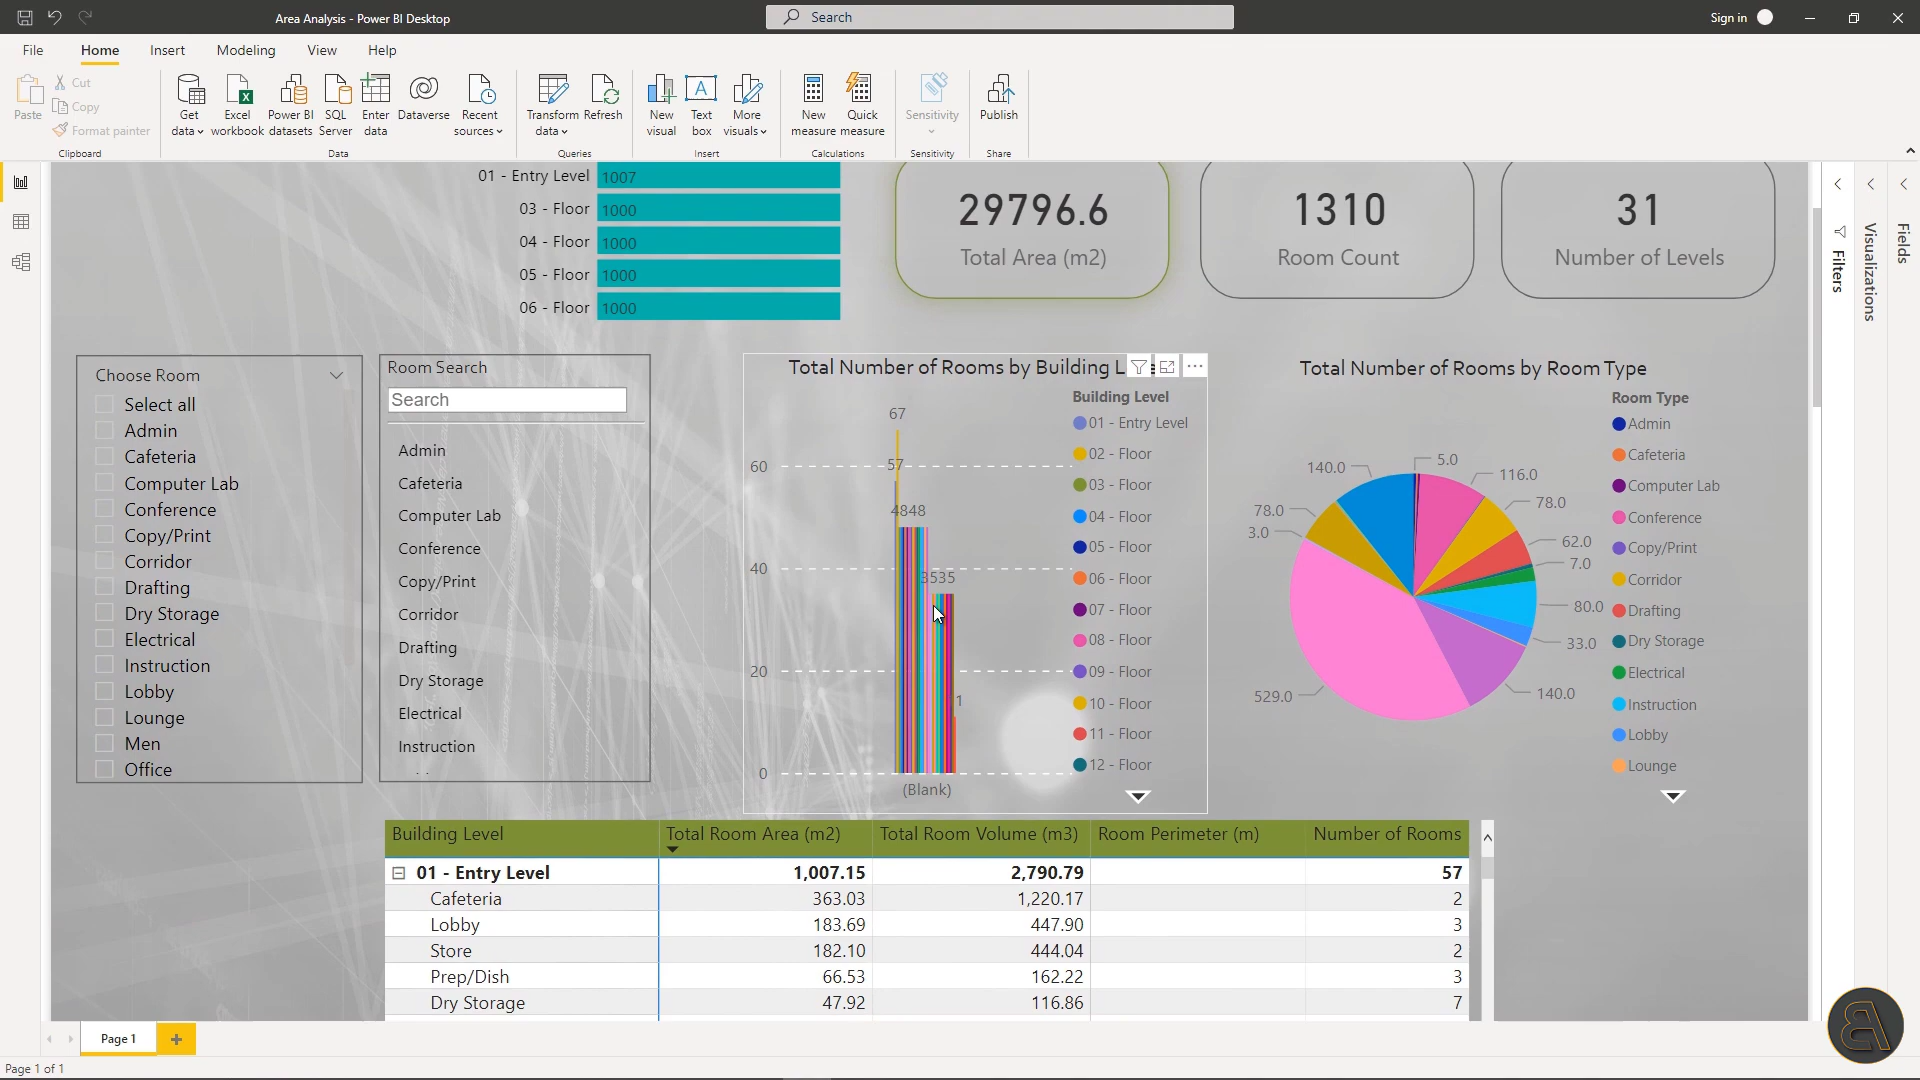 Area Analysis - Power BI Desktop
Search
Sign in
File
Home
Insert
Modeling
View
Help
Paste
Cut
Copy
Format painter
Clipboard
Get data
Excel workbook
Power BI datasets
SQL Server
Enter data
Dataverse
Recent sources
Data
Transform data
Refresh
Queries
New visual
Text box
More visuals
Insert
New measure
Quick measure
Calculations
Sensitivity
Sensitivity
Publish
Share
01 - Entry Level 1007
03 - Floor 1000
04 - Floor 1000
05 - Floor 1000
06 - Floor 1000
29796.6
Total Area (m2)
1310
Room Count
31
Number of Levels
Filters
Visualizations
Fields
Choose Room
Select all
Admin
Cafeteria
Computer Lab
Conference
Copy/Print
Corridor
Drafting
Dry Storage
Electrical
Instruction
Lobby
Lounge
Men
Office
Room Search
Search
Admin
Cafeteria
Computer Lab
Conference
Copy/Print
Corridor
Drafting
Dry Storage
Electrical
Instruction
Total Number of Rooms by Building L
67
57
4848
3535
1
60
40
20
0
(Blank)
Building Level
01 - Entry Level
02 - Floor
03 - Floor
04 - Floor
05 - Floor
06 - Floor
07 - Floor
08 - Floor
09 - Floor
10 - Floor
11 - Floor
12 - Floor
Total Number of Rooms by Room Type
140.0
5.0
116.0
78.0
62.0
7.0
80.0
33.0
140.0
529.0
3.0
78.0
Room Type
Admin
Cafeteria
Computer Lab
Conference
Copy/Print
Corridor
Drafting
Dry Storage
Electrical
Instruction
Lobby
Lounge
Building Level Total Room Area (m2) Total Room Volume (m3) Room Perimeter (m) Number of Rooms
01 - Entry Level 1,007.15 2,790.79 57
Cafeteria 363.03 1,220.17 2
Lobby 183.69 447.90 3
Store 182.10 444.04 2
Prep/Dish 66.53 162.22 3
Dry Storage 47.92 116.86 7
Page 1
Page 1 of 1